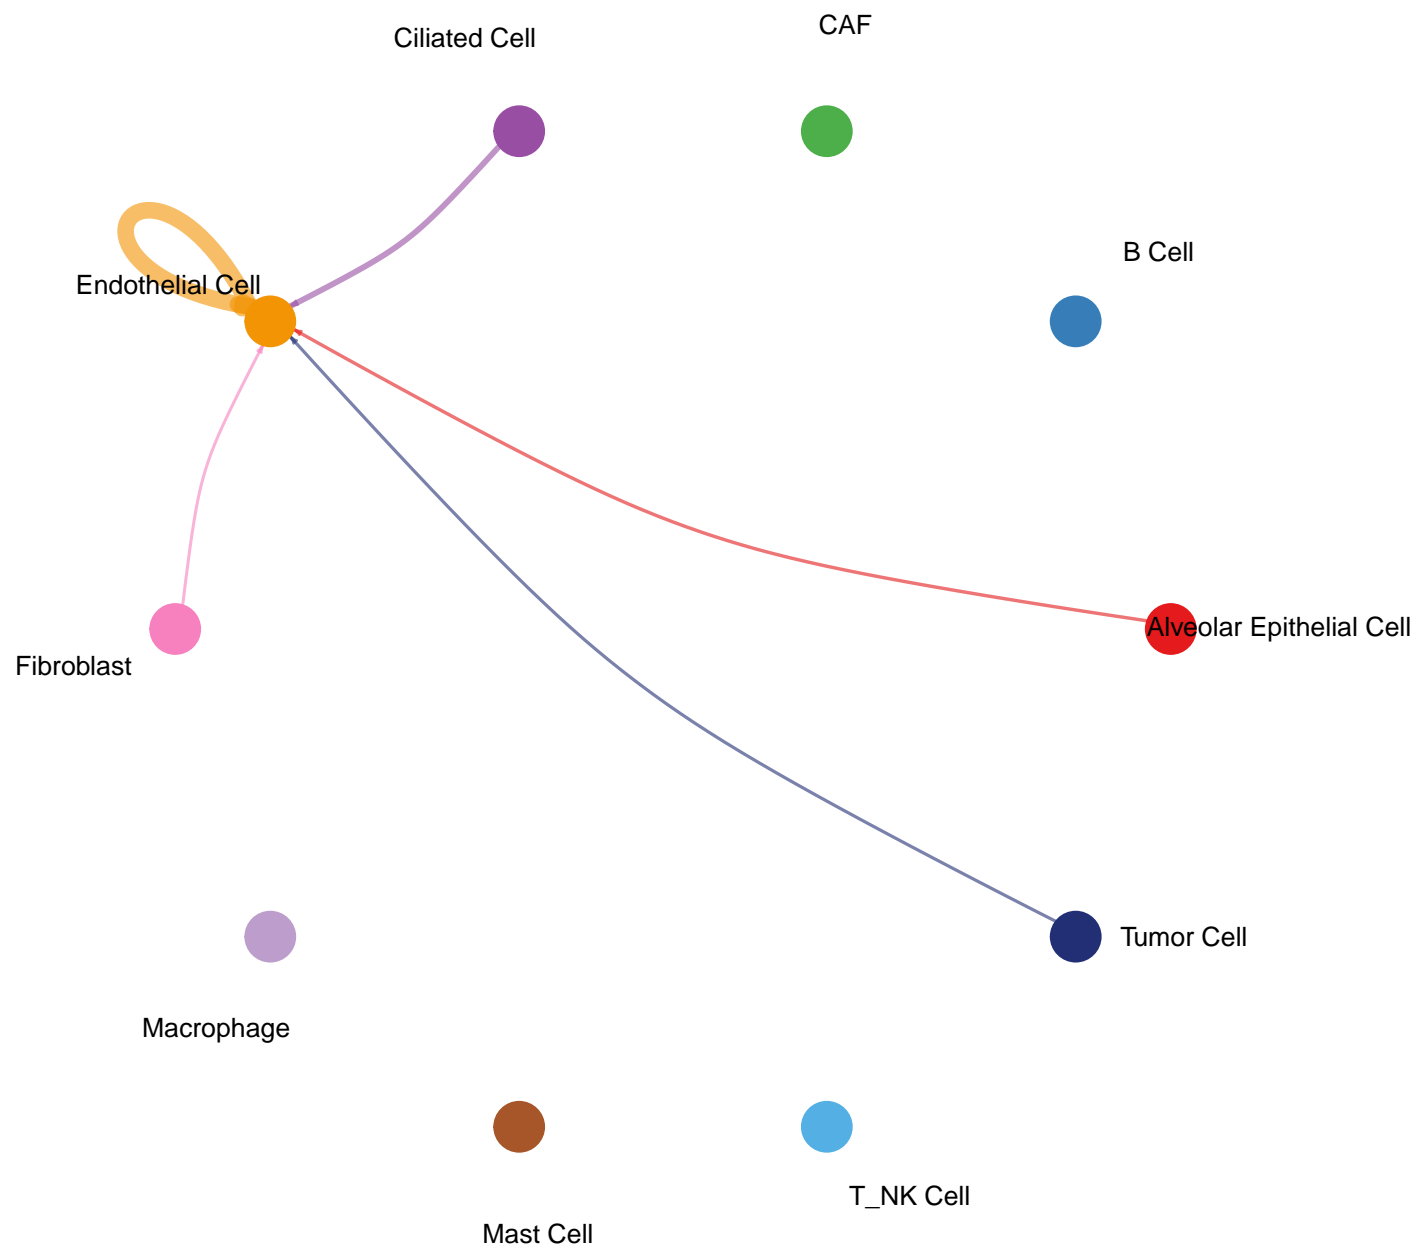 CAF
Ciliated Cell
B Cell
Endothelial Cell
Alveolar Epithelial Cell
Fibroblast
Tumor Cell
Macrophage
T_NK Cell
Mast Cell